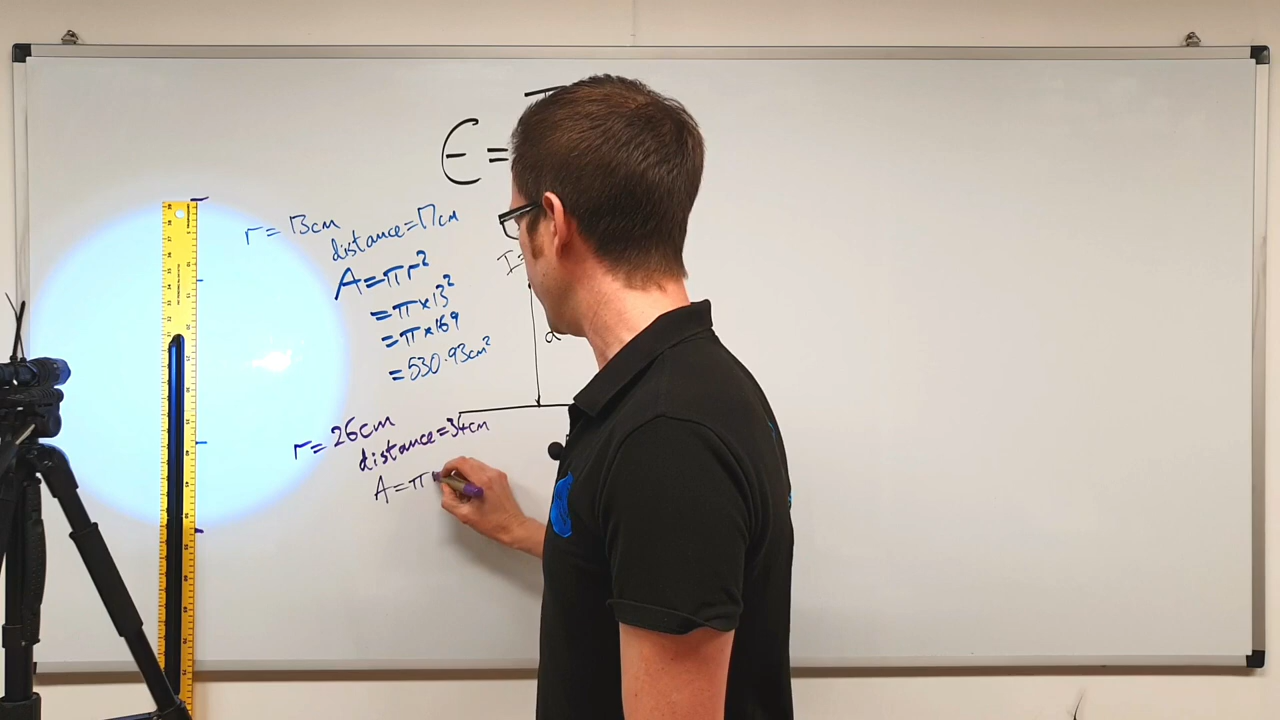 E =
r = 13cm
distance = 17cm
A = πr²
= π × 13²
= π × 169
= 530.93cm²
I =
d
r = 26cm
distance = 34cm
A = π